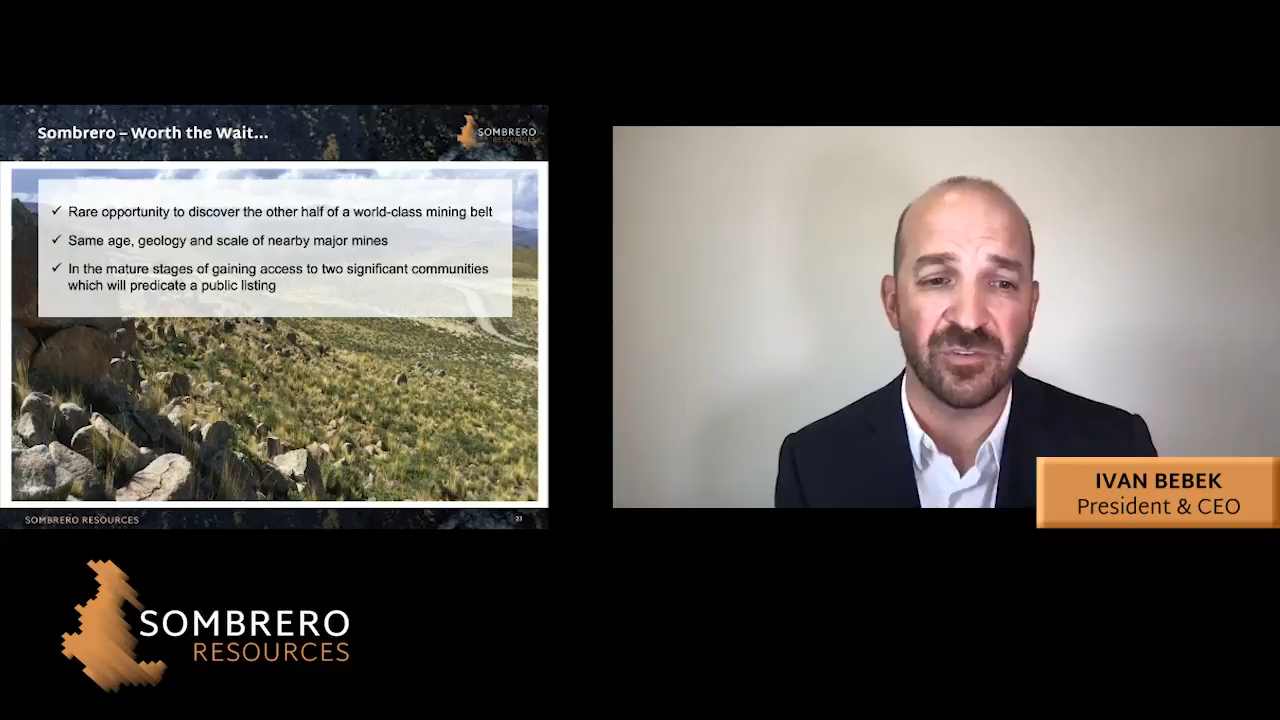 Sombrero – Worth the Wait...
SOMBRERO
RESOURCES
✓ Rare opportunity to discover the other half of a world-class mining belt
✓ Same age, geology and scale of nearby major mines
✓ In the mature stages of gaining access to two significant communities
which will predicate a public listing
SOMBRERO RESOURCES
23
IVAN BEBEK
President & CEO
SOMBRERO
RESOURCES